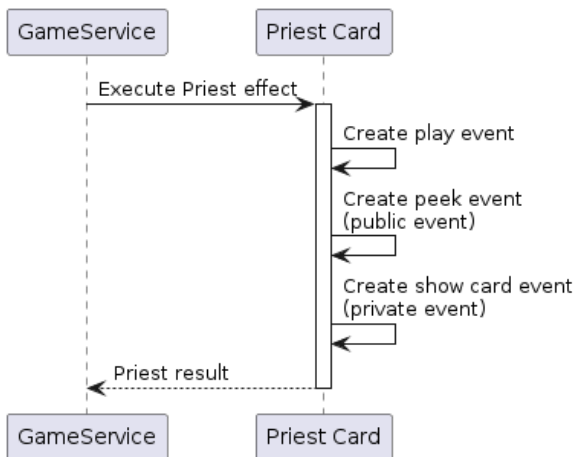 GameService
Priest Card
Execute Priest effect
Create play event
Create peek event
(public event)
Create show card event
(private event)
Priest result
GameService
Priest Card